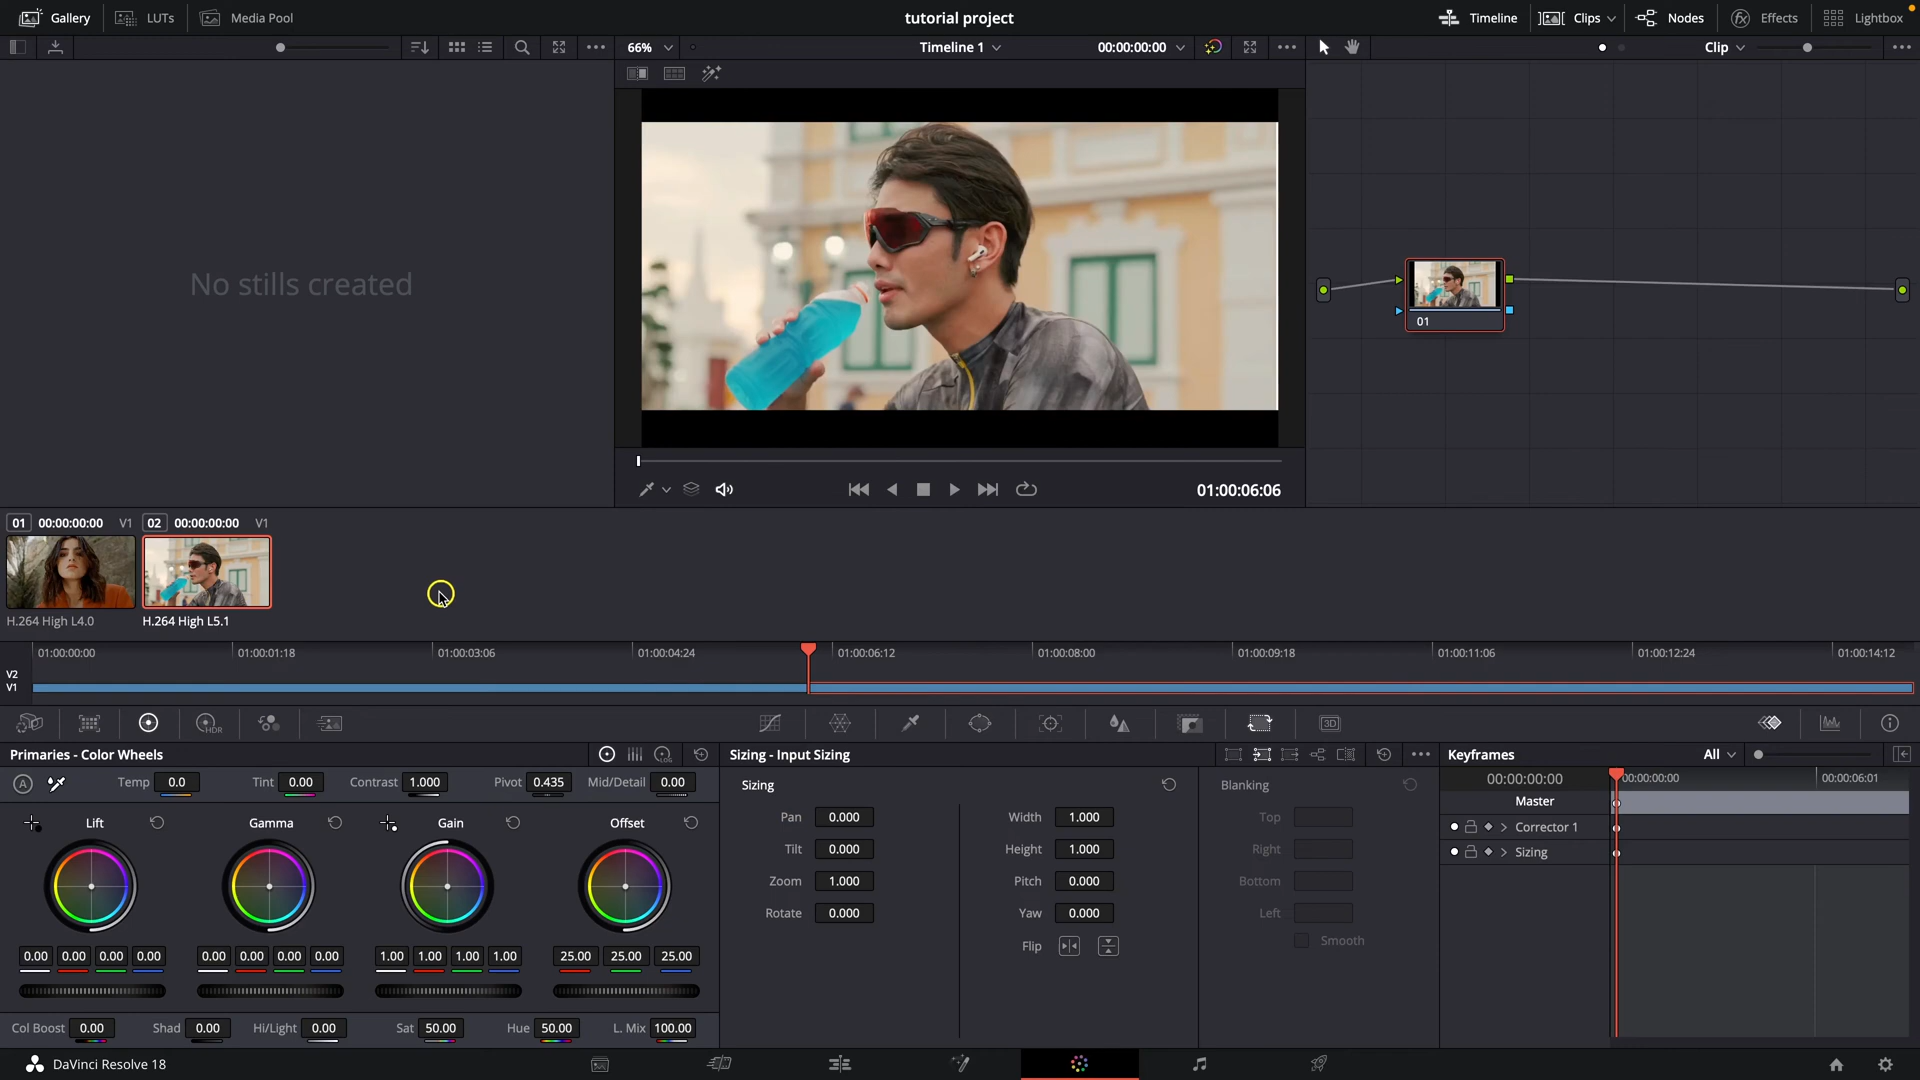 Gallery
LUTs
Media Pool
tutorial project
Timeline
Clips
Nodes
Effects
Lightbox
66%
Timeline 1
00:00:00:00
Clip
No stills created
01
01:00:06:06
01 00:00:00:00 V1
02 00:00:00:00 V1
H.264 High L4.0
H.264 High L5.1
01:00:00:00
01:00:01:18
01:00:03:06
01:00:04:24
01:00:06:12
01:00:08:00
01:00:09:18
01:00:11:06
01:00:12:24
01:00:14:12
V2
V1
HDR
3D
Primaries - Color Wheels
LOG
A
Temp 0.0
Tint 0.00
Contrast 1.000
Pivot 0.435
Mid/Detail 0.00
Lift
Gamma
Gain
Offset
0.00 0.00 0.00 0.00
0.00 0.00 0.00 0.00
1.00 1.00 1.00 1.00
25.00 25.00 25.00
Col Boost 0.00
Shad 0.00
Hi/Light 0.00
Sat 50.00
Hue 50.00
L. Mix 100.00
Sizing - Input Sizing
Sizing
Pan 0.000
Tilt 0.000
Zoom 1.000
Rotate 0.000
Width 1.000
Height 1.000
Pitch 0.000
Yaw 0.000
Flip
Blanking
Top
Right
Bottom
Left
Smooth
Keyframes
All
00:00:00:00
00:00:00:00
00:00:06:01
Master
Corrector 1
Sizing
DaVinci Resolve 18